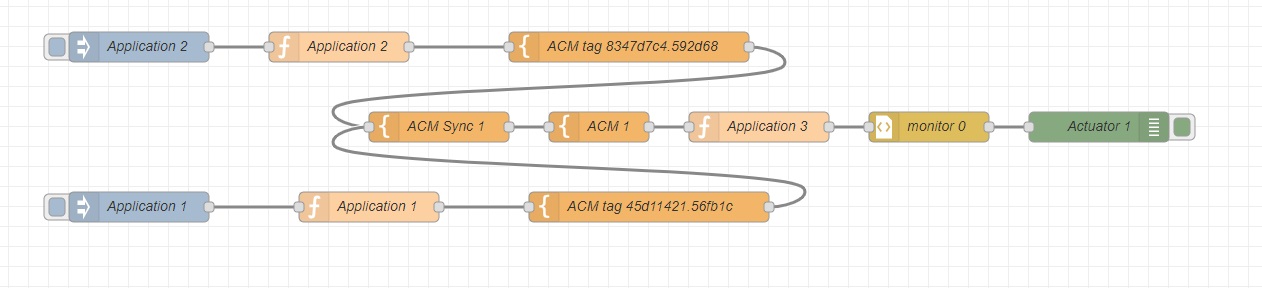 Application 2
Application 2
ACM tag 8347d7c4.592d68
ACM Sync 1
ACM 1
Application 3
monitor 0
Actuator 1
Application 1
Application 1
ACM tag 45d11421.56fb1c